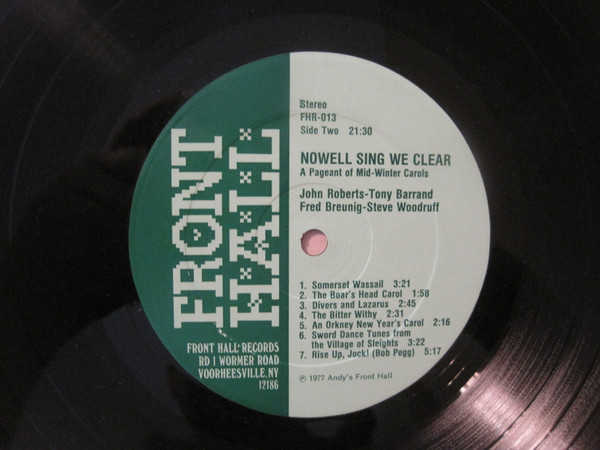 FRONT
HALL
FRONT HALL RECORDS
RD 1 WORMER ROAD
VOORHEESVILLE, NY
12186
Stereo
FHR-013
Side Two 21:30
NOWELL SING WE CLEAR
A Pageant of Mid-Winter Carols
John Roberts-Tony Barrand
Fred Breunig-Steve Woodruff
1. Somerset Wassail 3:21
2. The Boar's Head Carol 1:58
3. Divers and Lazarus 2:45
4. The Bitter Withy 2:31
5. An Orkney New Year's Carol 2:16
6. Sword Dance Tunes from
the Village of Sleights 3:22
7. Rise Up, Jock! (Bob Pegg) 5:17
℗ 1977 Andy's Front Hall